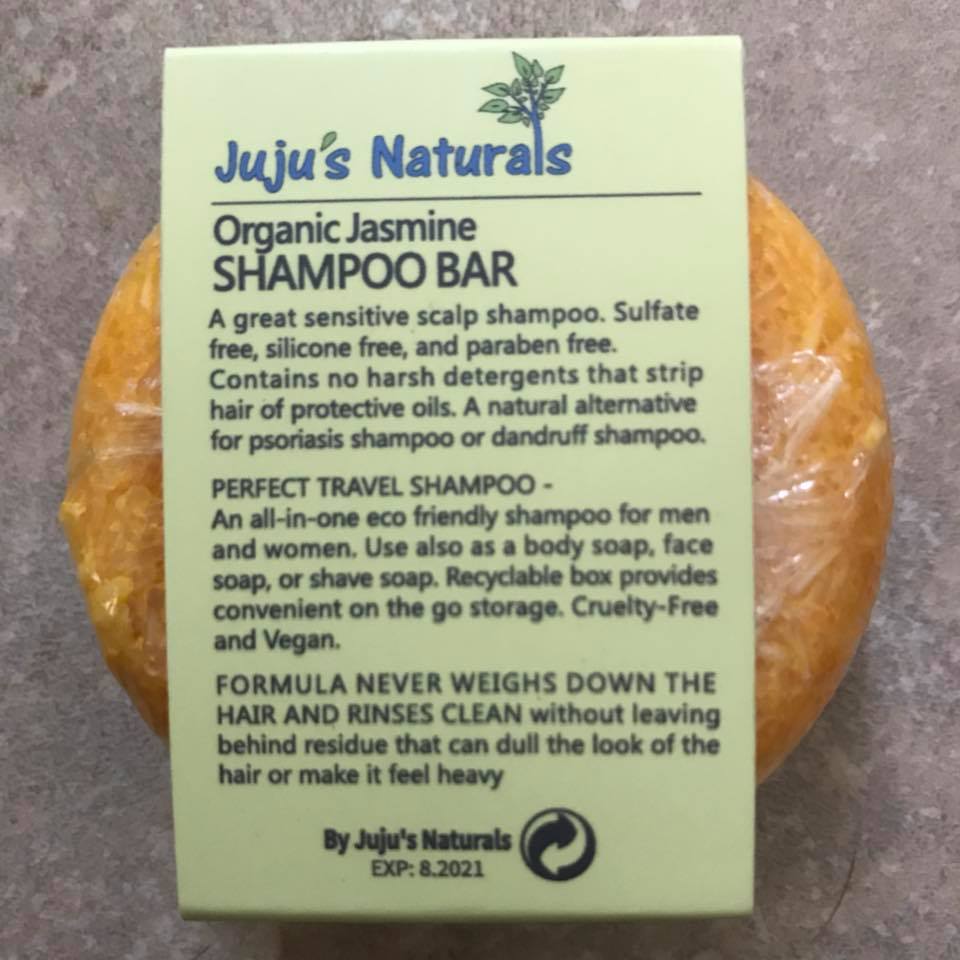 Juju's Naturals
Organic Jasmine
SHAMPOO BAR
A great sensitive scalp shampoo. Sulfate
free, silicone free, and paraben free.
Contains no harsh detergents that strip
hair of protective oils. A natural alternative
for psoriasis shampoo or dandruff shampoo.
PERFECT TRAVEL SHAMPOO -
An all-in-one eco friendly shampoo for men
and women. Use also as a body soap, face
soap, or shave soap. Recyclable box provides
convenient on the go storage. Cruelty-Free
and Vegan.
FORMULA NEVER WEIGHS DOWN THE
HAIR AND RINSES CLEAN without leaving
behind residue that can dull the look of the
hair or make it feel heavy
By Juju's Naturals
EXP: 8.2021